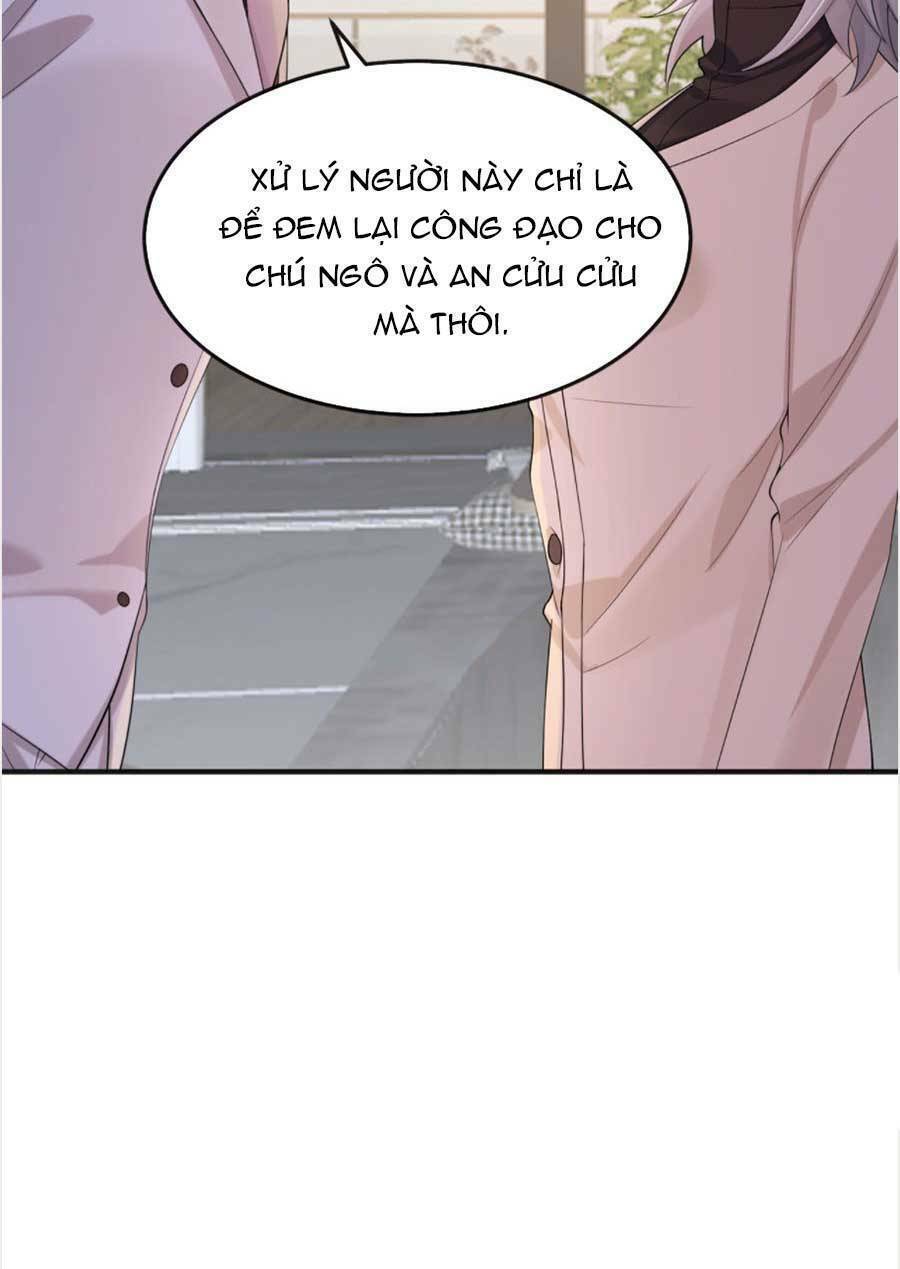 XỬ LÝ NGƯỜI NÀY CHỈ LÀ
ĐỂ ĐEM LẠI CÔNG ĐẠO CHO
CHÚ NGÔ VÀ AN CỬU CỬU
MÀ THÔI.